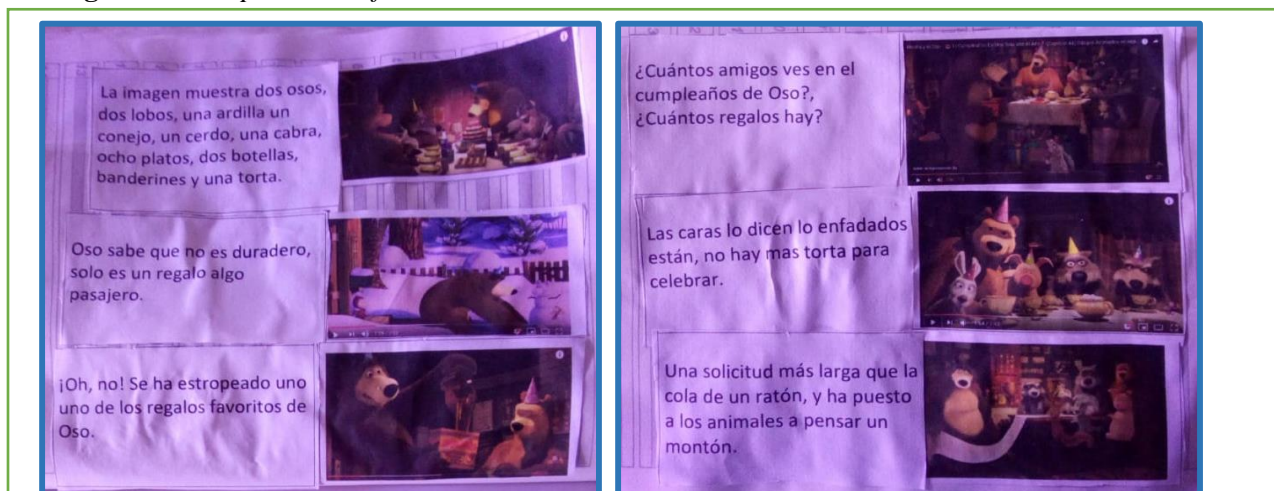 La imagen muestra dos osos,
dos lobos, una ardilla un
conejo, un cerdo, una cabra,
ocho platos, dos botellas,
banderines y una torta.
Oso sabe que no es duradero,
solo es un regalo algo
pasajero.
¡Oh, no! Se ha estropeado uno
uno de los regalos favoritos de
Oso.
¿Cuántos amigos ves en el
cumpleaños de Oso?,
¿Cuántos regalos hay?
Las caras lo dicen lo enfadados
están, no hay mas torta para
celebrar.
Una solicitud más larga que la
cola de un ratón, y ha puesto
a los animales a pensar un
montón.